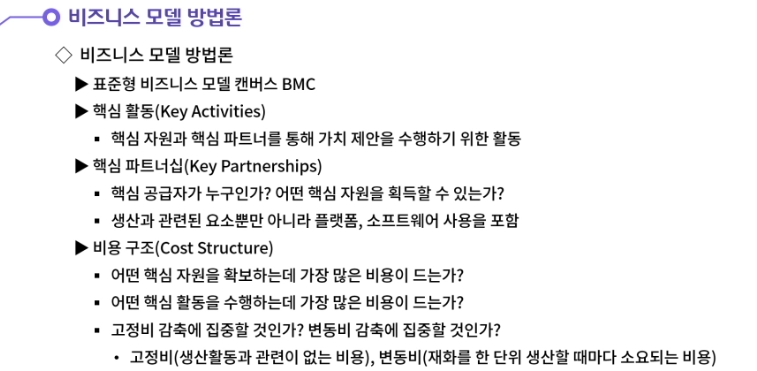 비즈니스 모델 방법론
◇ 비즈니스 모델 방법론
▶ 표준형 비즈니스 모델 캔버스 BMC
▶ 핵심 활동(Key Activities)
▪ 핵심 자원과 핵심 파트너를 통해 가치 제안을 수행하기 위한 활동
▶ 핵심 파트너십(Key Partnerships)
▪ 핵심 공급자가 누구인가? 어떤 핵심 자원을 획득할 수 있는가?
▪ 생산과 관련된 요소뿐만 아니라 플랫폼, 소프트웨어 사용을 포함
▶ 비용 구조(Cost Structure)
▪ 어떤 핵심 자원을 확보하는데 가장 많은 비용이 드는가?
▪ 어떤 핵심 활동을 수행하는데 가장 많은 비용이 드는가?
▪ 고정비 감축에 집중할 것인가? 변동비 감축에 집중할 것인가?
• 고정비(생산활동과 관련이 없는 비용), 변동비(재화를 한 단위 생산할 때마다 소요되는 비용)